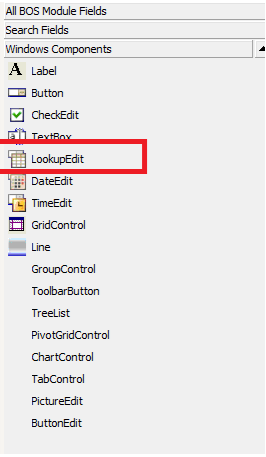 All BOS Module Fields
Search Fields
Windows Components
A Label
Button
CheckEdit
a TextBox
LookupEdit
DateEdit
TimeEdit
GridControl
Line
GroupControl
ToolbarButton
TreeList
PivotGridControl
ChartControl
TabControl
PictureEdit
ButtonEdit